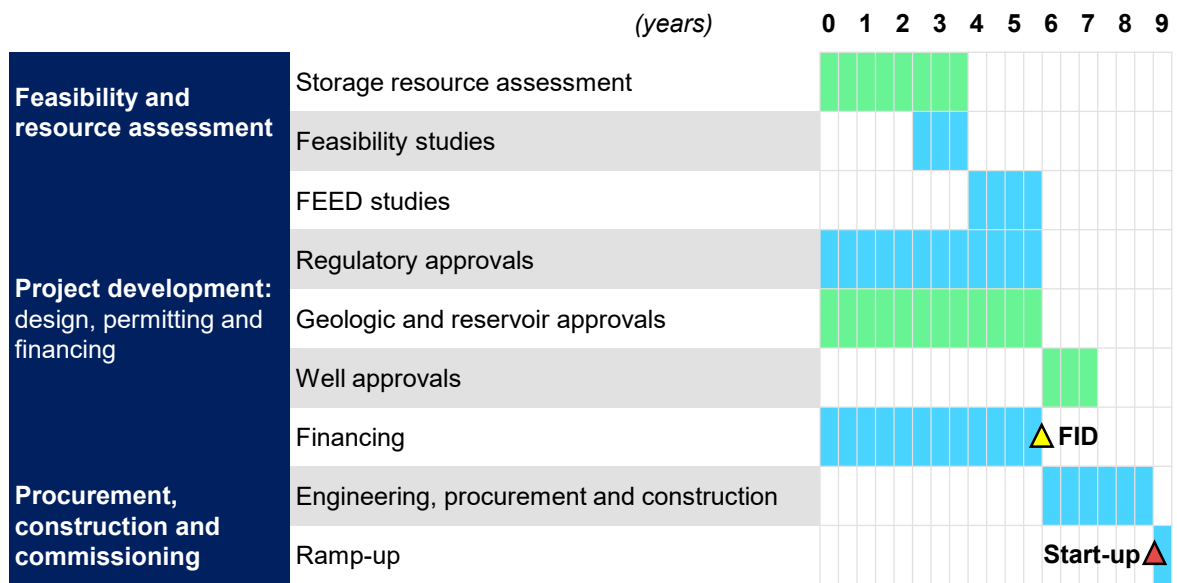 (years) 0 1 2 3 4 5 6 7 8 9
Feasibility and
resource assessment
Storage resource assessment
Feasibility studies
Project development:
design, permitting and
financing
FEED studies
Regulatory approvals
Geologic and reservoir approvals
Well approvals
Financing
FID
Procurement,
construction and
commissioning
Engineering, procurement and construction
Ramp-up
Start-up